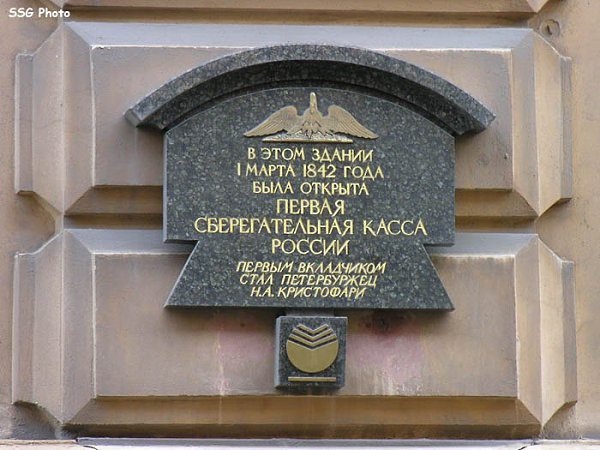 SSG Photo
В ЭТОМ ЗДАНИИ
1 МАРТА 1842 ГОДА
БЫЛА ОТКРЫТА
ПЕРВАЯ
СБЕРЕГАТЕЛЬНАЯ КАССА
РОССИИ
ПЕРВЫМ ВКЛАДЧИКОМ
СТАЛ ПЕТЕРБУРЖЕЦ
Н.А. КРИСТОФАРИ